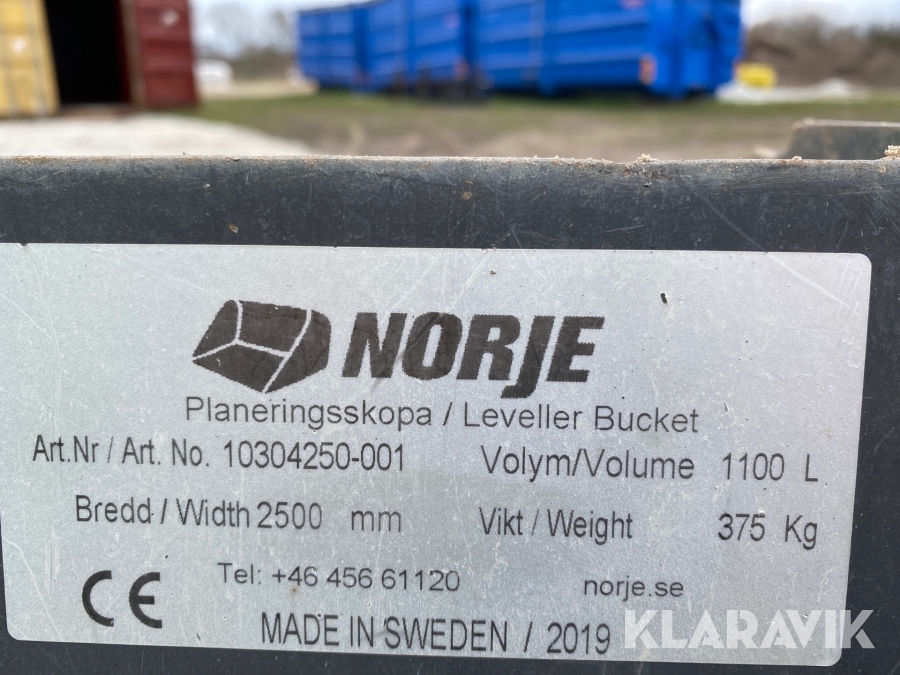 NORJE
Planeringsskopa / Leveller Bucket
Art.Nr / Art. No. 10304250-001 Volym/Volume 1100 L
Bredd / Width 2500 mm Vikt / Weight 375 Kg
Tel: +46 456 61120 norje.se
CE MADE IN SWEDEN / 2019
KLARAVIK